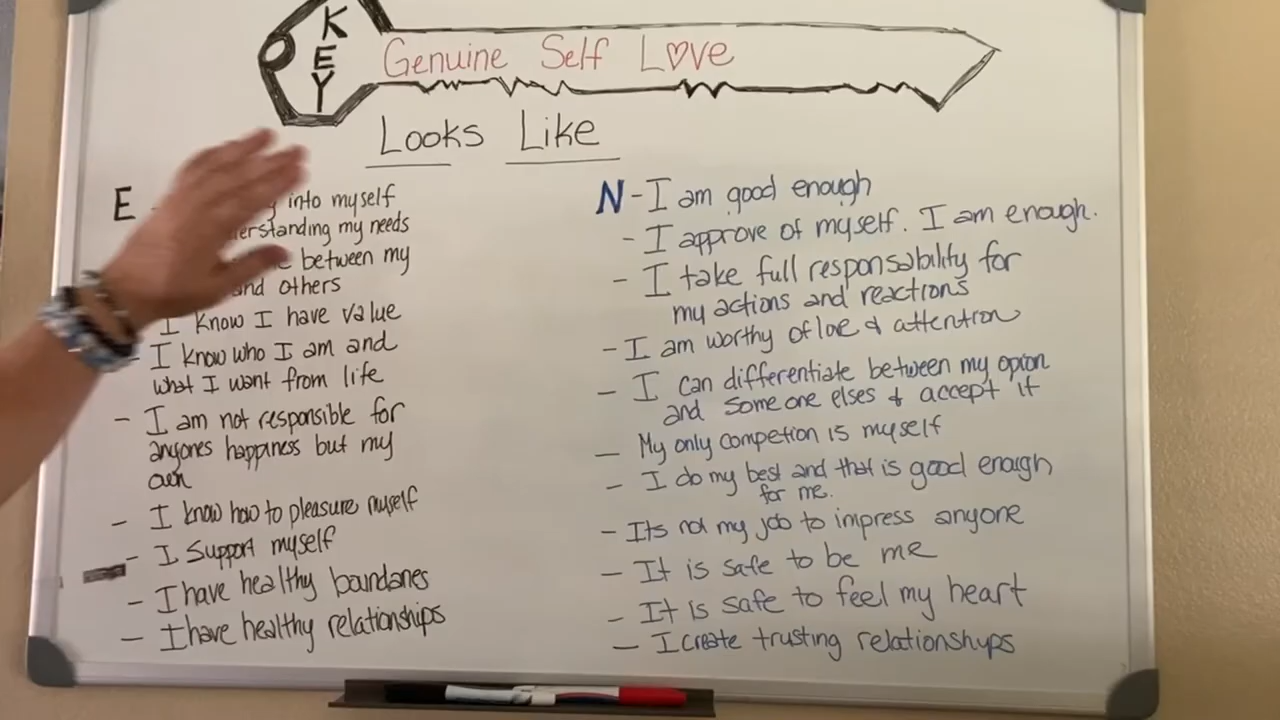 KEY
Genuine Self Love
Looks Like
E
into myself
my needs
between my
and others
I know I have value
- I know who I am and
what I want from life
- I am not responsible for
anyones happiness but my
own
- I know how to pleasure myself
- I support myself
- I have healthy boundaries
- I have healthy relationships
N - I am good enough
- I approve of myself. I am enough.
- I take full responsability for
my actions and reactions
- I am worthy of love & attention
- I can differentiate between my opion
and someone elses & accept it
- My only competion is myself
- I do my best and that is good enough
for me.
- Its not my job to impress anyone
- It is safe to be me
- It is safe to feel my heart
- I create trusting relationships